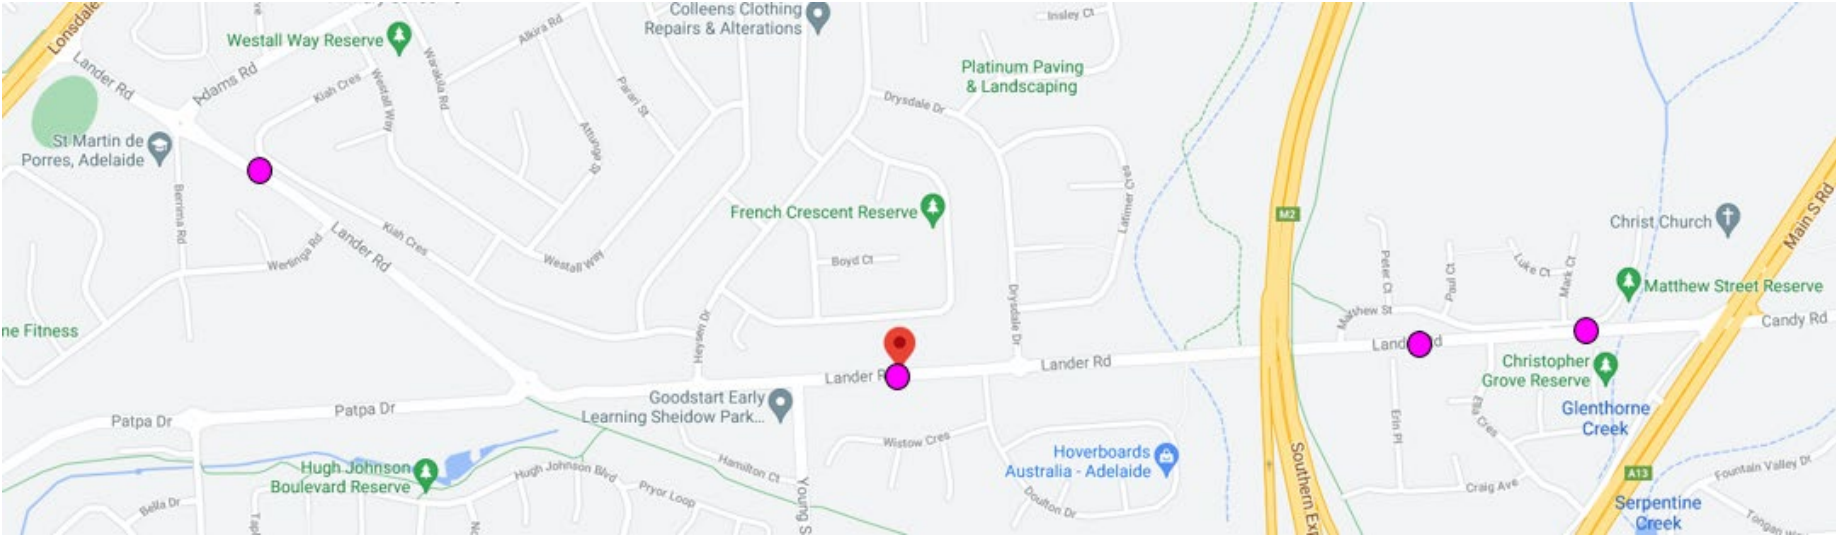 Lonsdale
Westall Way Reserve
Colleens Clothing
Repairs & Alterations
Insley Ct
Alkira Rd
Lander Rd
Adams Rd
Kiah Cres
Westall Way
Warakila Rd
Parari St
Platinum Paving
& Landscaping
Drysdale Dr
St Martin de
Porres, Adelaide
Attunga St
Berrima Rd
Latimer Cres
French Crescent Reserve
M2
Christ Church
Main S Rd
Lander Rd
Kiah Cres
Werlinga Rd
Westall Way
Boyd Ct
Peter Ct
Paul Ct
Luke Ct
Mark Ct
Matthew Street Reserve
ne Fitness
Heysen Dr
Drysdale Dr
Matthew St
Candy Rd
Lander R
Lander Rd
Land d
Christopher
Grove Reserve
Goodstart Early
Learning Sheidow Park...
Patpa Dr
Patpa Dr
Glenthorne
Creek
Erin Pl
Ella Cres
Wistow Cres
Hoverboards
Australia - Adelaide
Hugh Johnson
Boulevard Reserve
Hugh Johnson Blvd
Hamilton Ct
Pryor Loop
Young S
Doulton Dr
Southern Exp
Craig Ave
A13
Fountain Valley Dr
Bella Dr
Serpentine
Creek
Tongan W